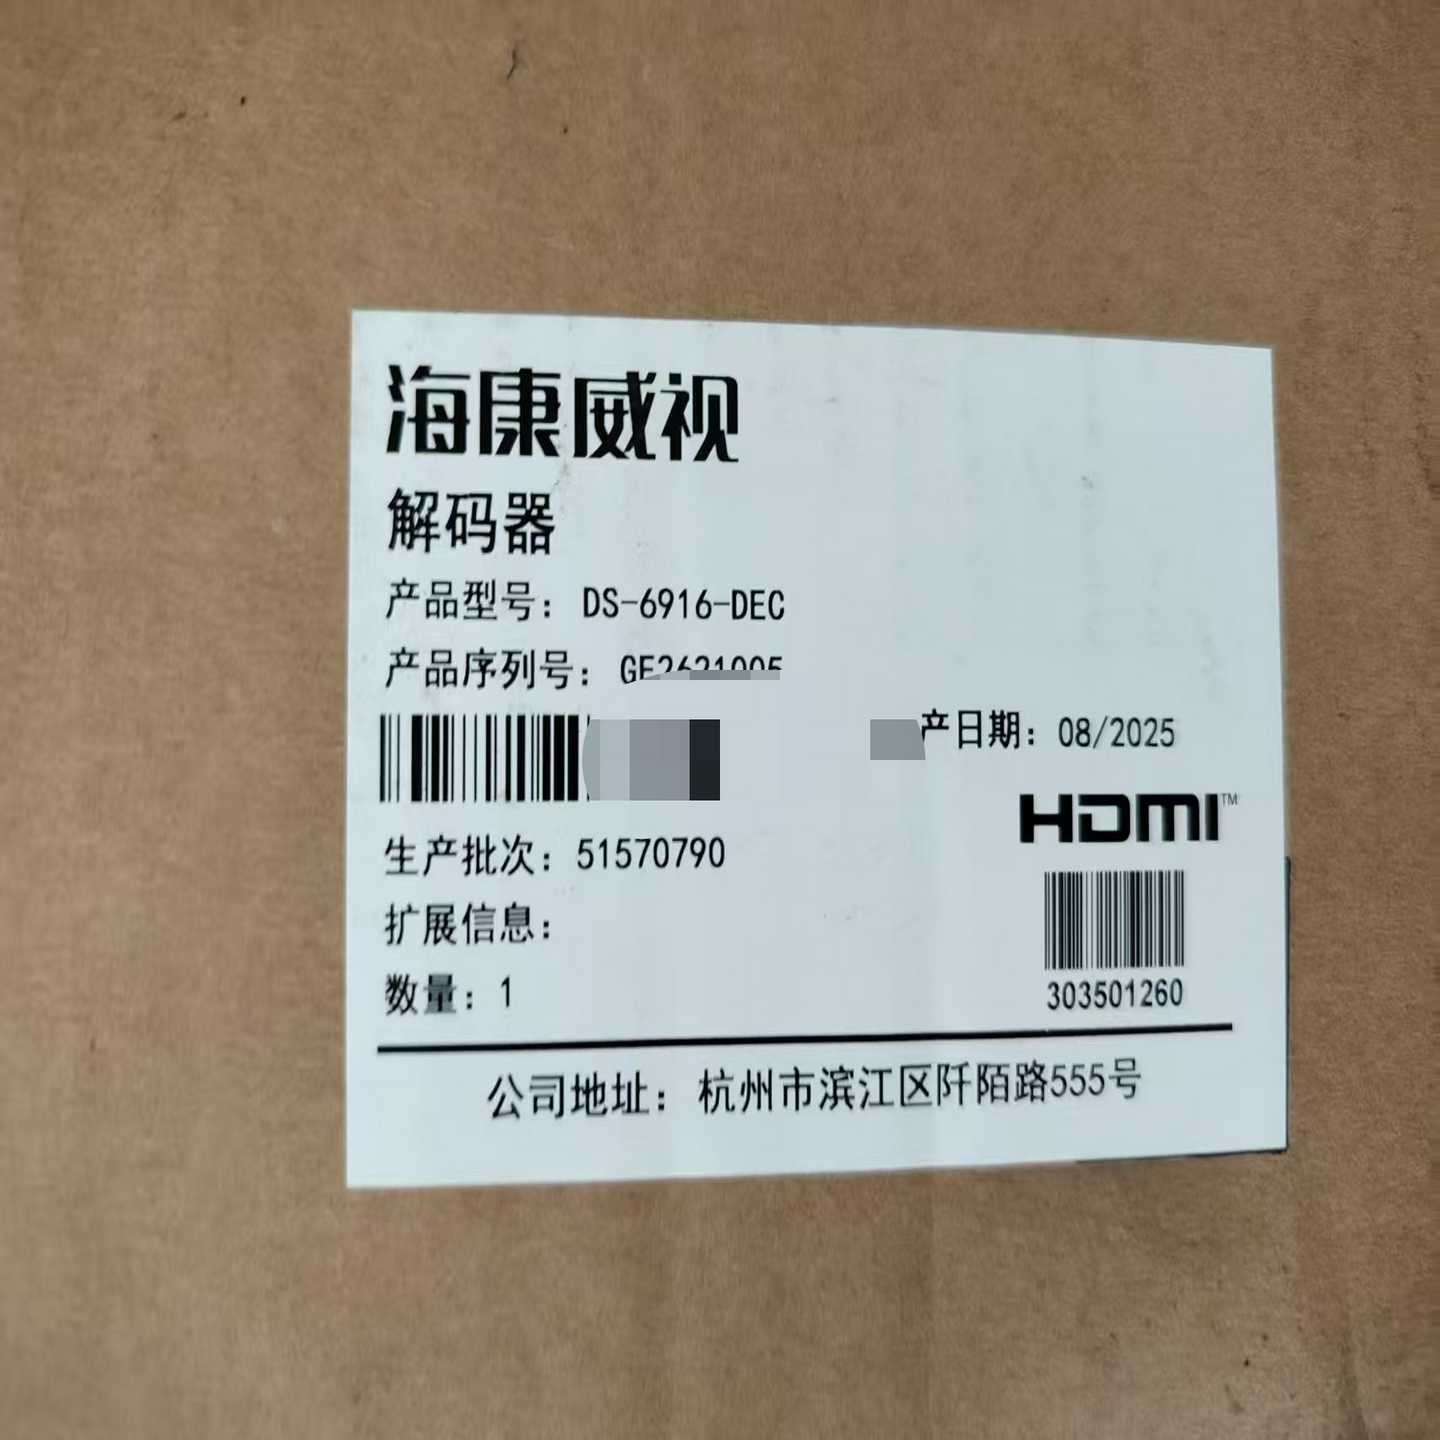 海康威视
解码器
产品型号：DS-6916-DEC
产品序列号：
产日期：08/2025
HDMI™
生产批次：51570790
扩展信息：
数量：1
303501260
公司地址：杭州市滨江区阡陌路555号